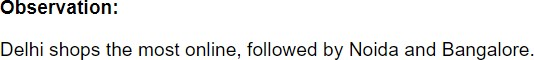 Observation:
Delhi shops the most online, followed by Noida and Bangalore.